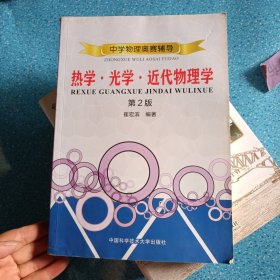 中学物理奥赛辅导
ZHONGXUE WULI AOSAI FUDAO
热学·光学·近代物理学
REXUE GUANGXUE JINDAI WULIXUE
第2版
崔宏滨 编著
中国科学技术大学出版社